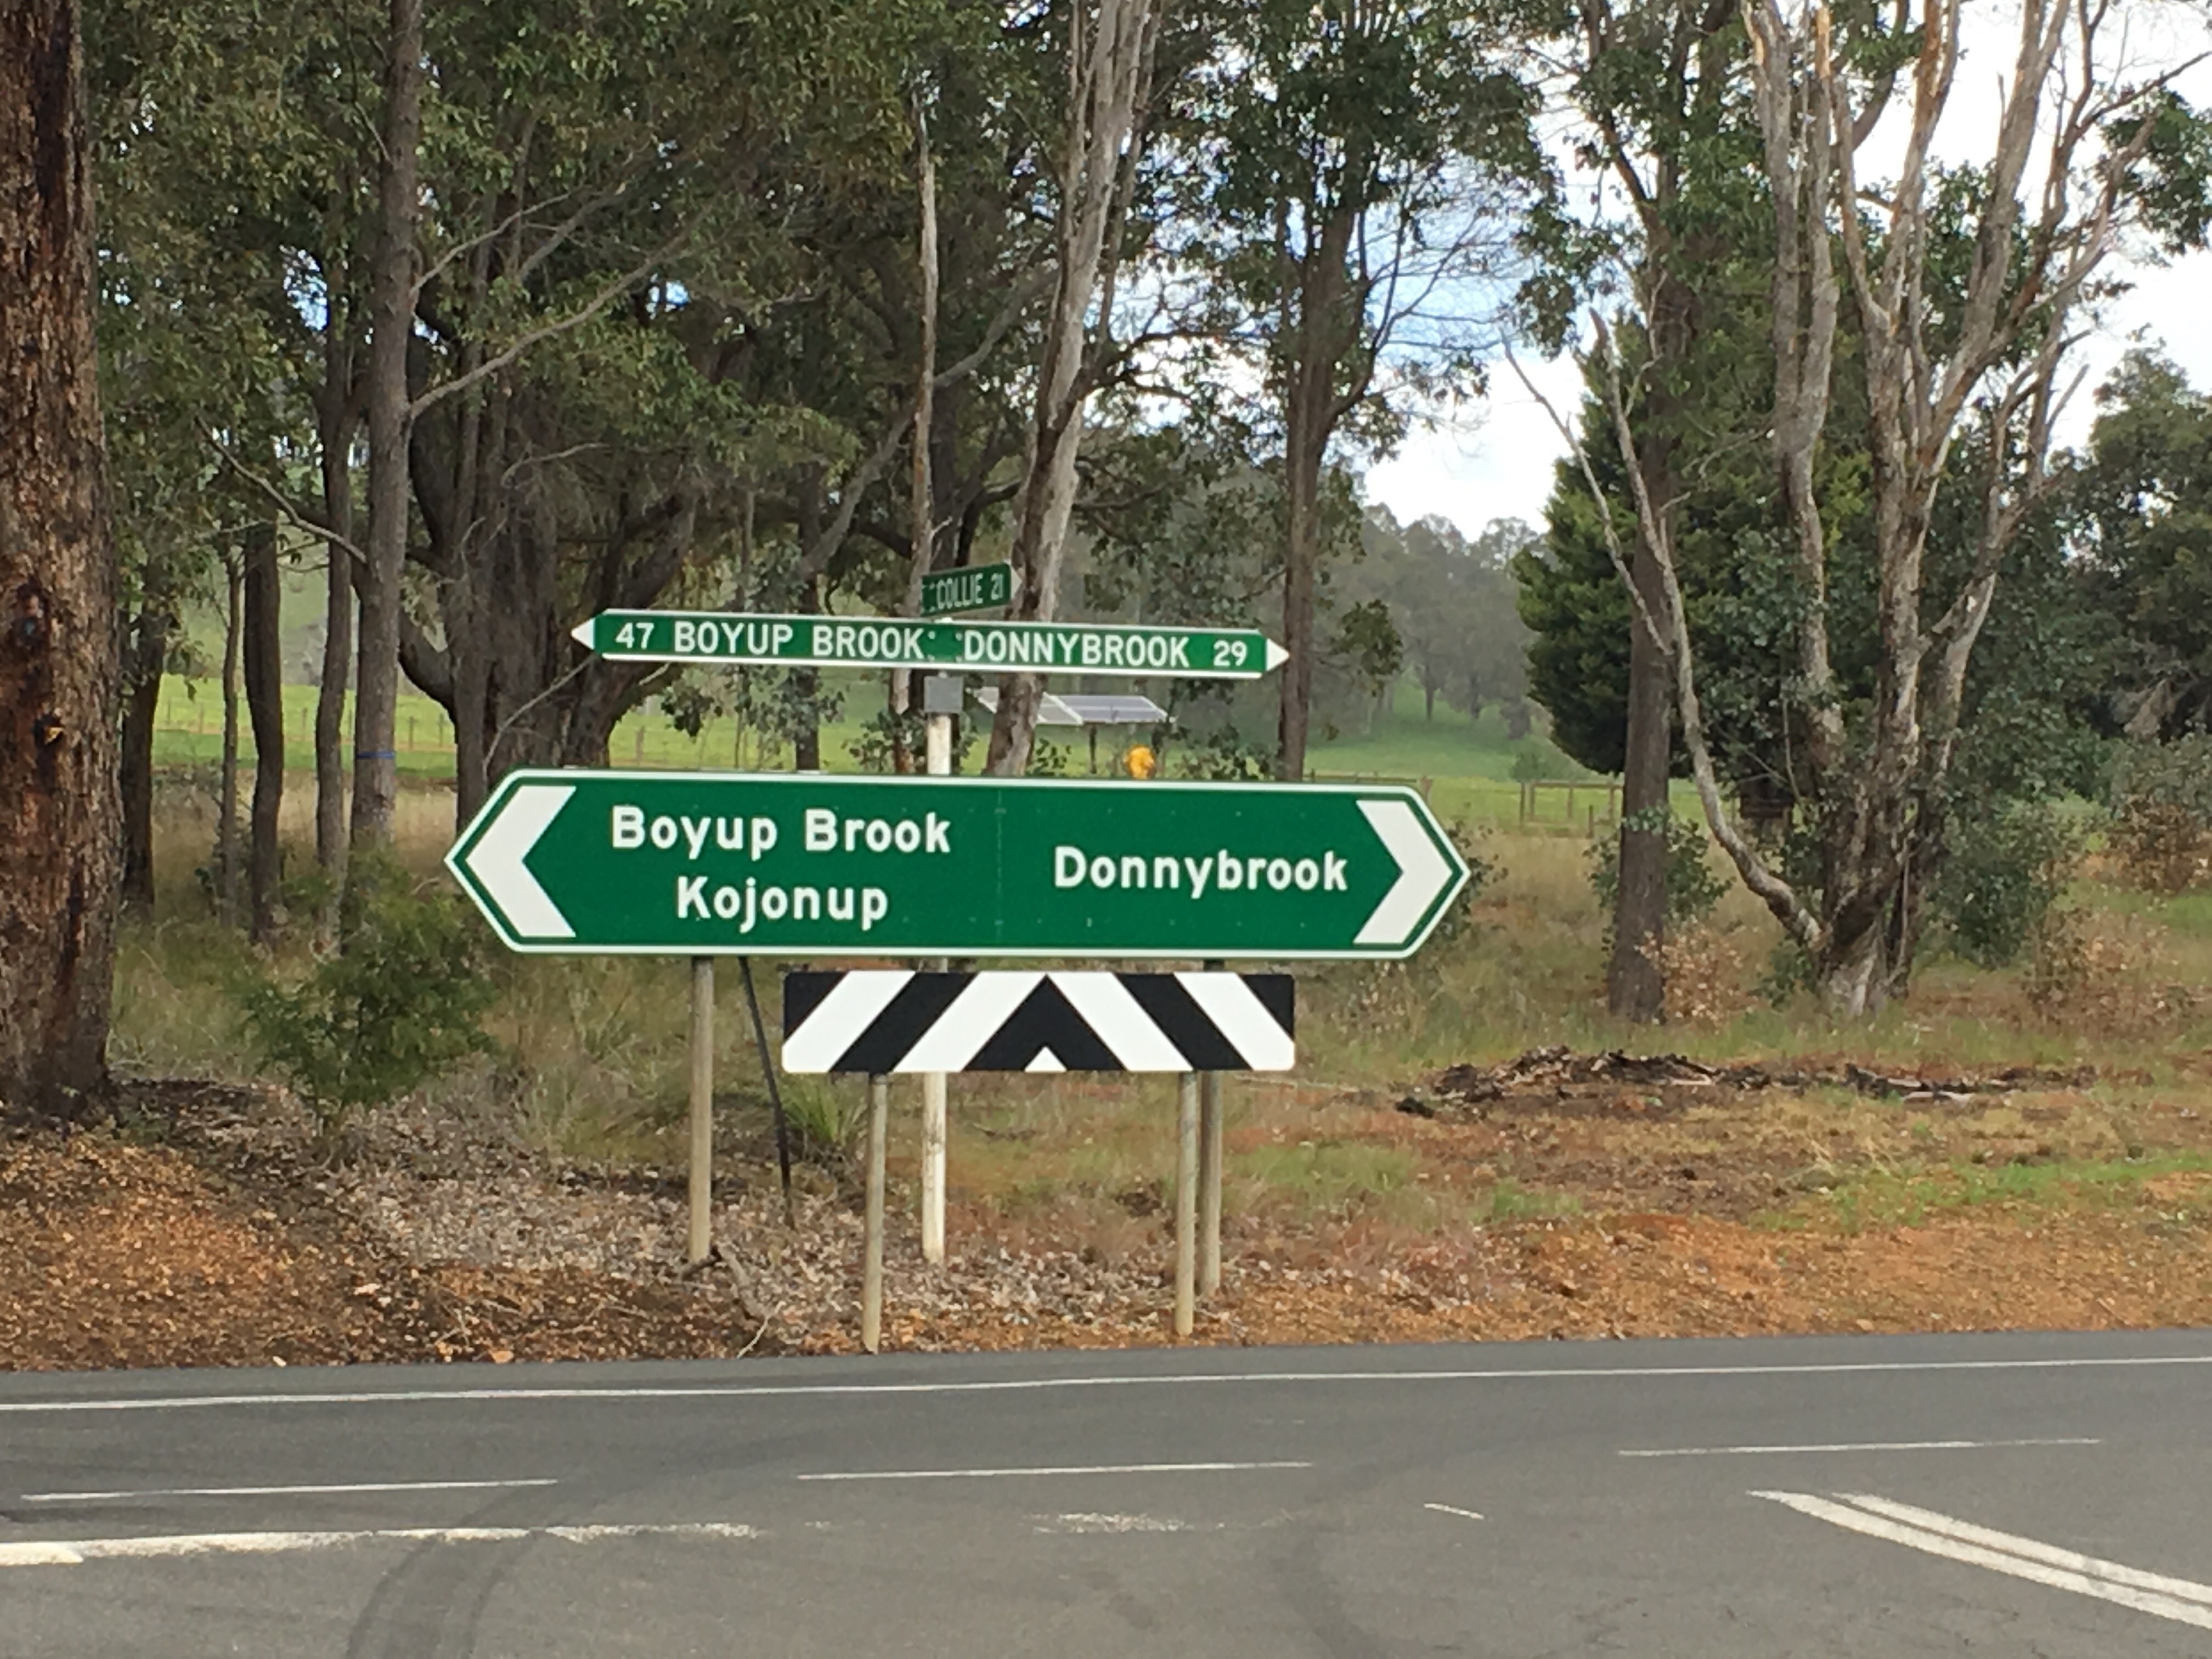 COLLIE 21
47 BOYUP BROOK DONNYBROOK 29
Boyup Brook
Kojonup
Donnybrook